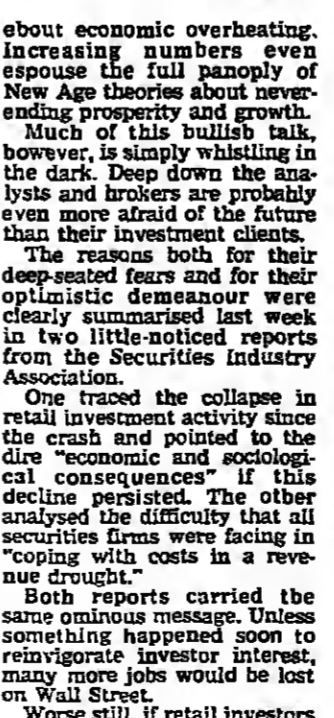 ebout economic overheating.
Increasing numbers even
espouse the full panoply of
New Age theories about never-
ending prosperity and growth.
Much of this bullisb talk,
bowever, is simply whistling in
the dark. Deep down the ana-
lysts and hrokers are probably
even more afraid of the future
than their investment clients.
The reasons both for their
deep-seated fears and for their
optimistic demeanour were
clearly summarised last week
in two little-noticed reports
from the Securities Industry
Association.
One traced the collapse in
retail investment activity since
the crash and pointed to the
dire "economic and sociologi-
cal consequences" if this
decline persisted. The otber
analysed the difficulty that all
securities firms were facing in
"coping with costs in a reve-
nue drought."
Both reports carried tbe
same ominous message. Unless
something happened soon to
reinvigorate investor interest,
many more jobs would be lost
on Wall Street.
Worse still, if retail investors